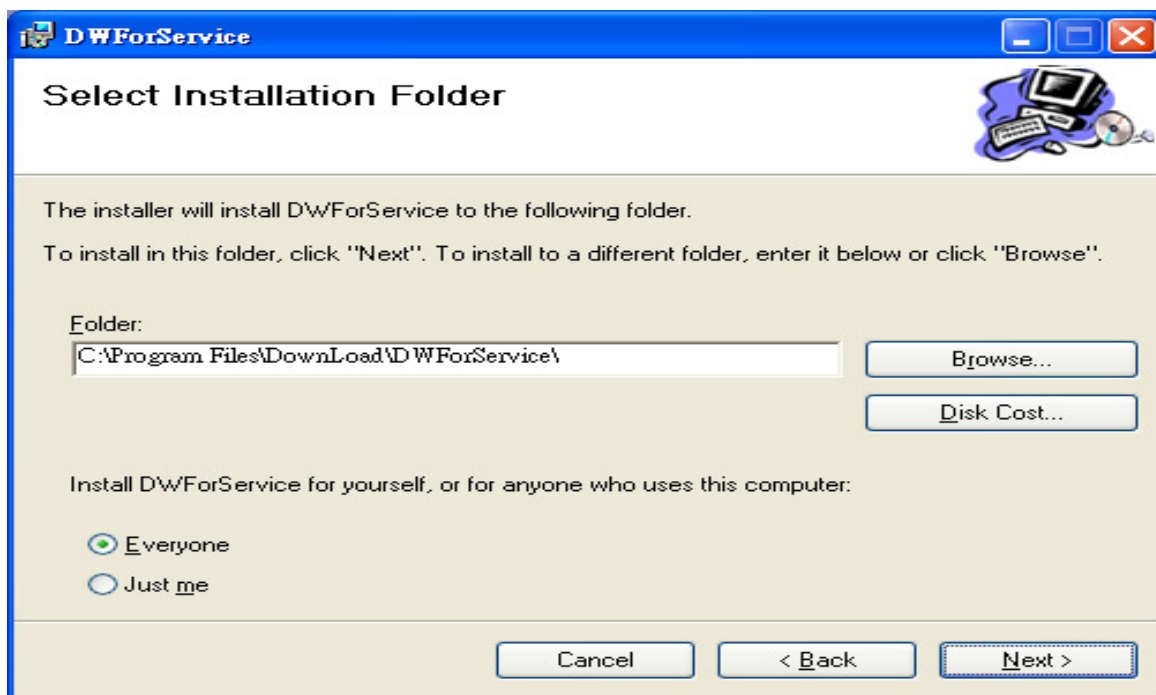 DWForService
Select Installation Folder
The installer will install DWForService to the following folder.
To install in this folder, click "Next". To install to a different folder, enter it below or click "Browse".
Folder:
C:\Program Files\DownLoad\DWForService\
Browse...
Disk Cost...
Install DWForService for yourself, or for anyone who uses this computer:
Everyone
Just me
Cancel
< Back
Next >